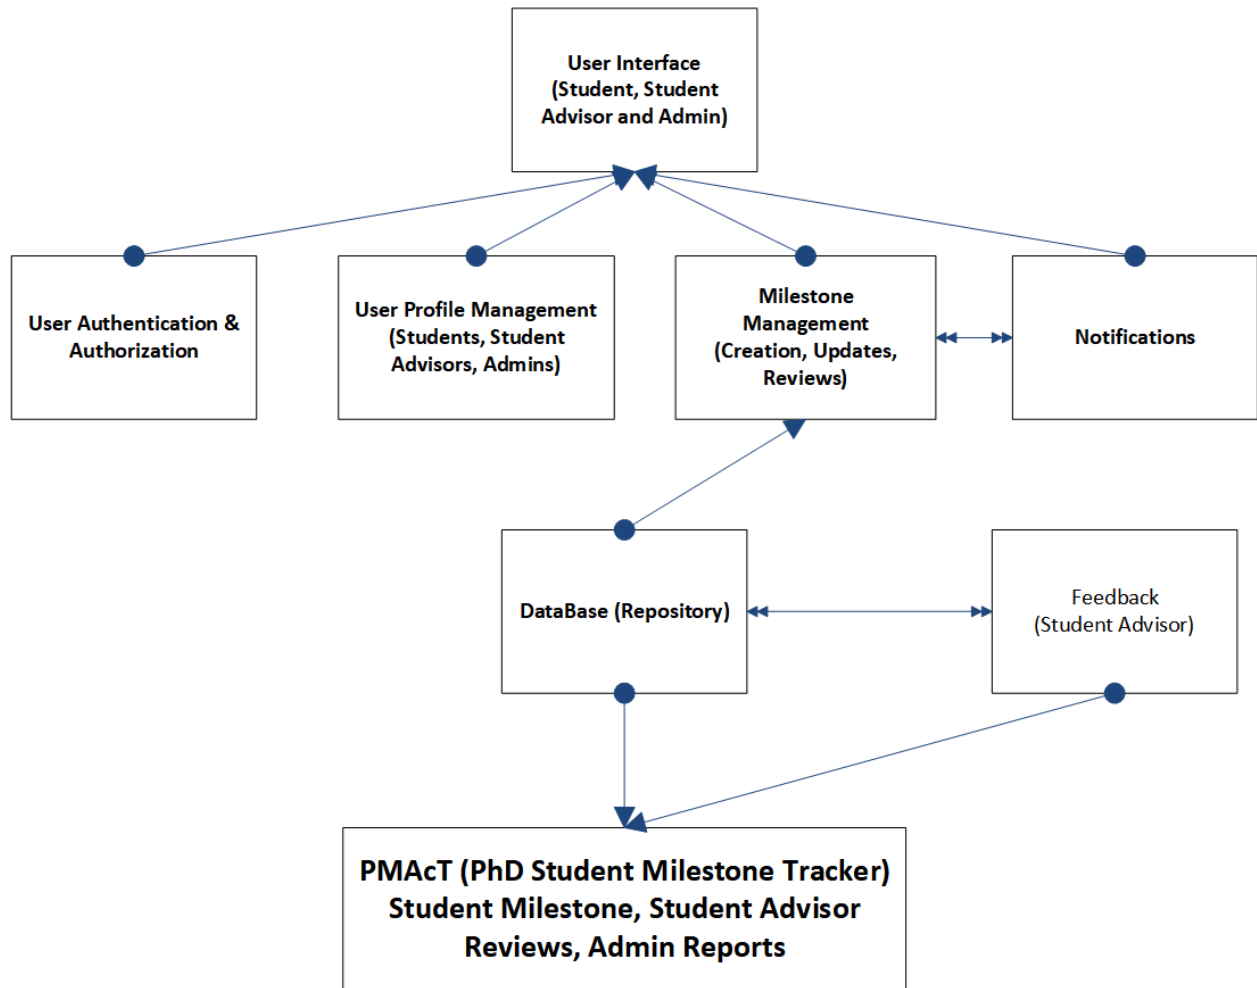 User Interface
(Student, Student
Advisor and Admin)
User Authentication &
Authorization
User Profile Management
(Students, Student
Advisors, Admins)
Milestone
Management
(Creation, Updates,
Reviews)
Notifications
DataBase (Repository)
Feedback
(Student Advisor)
PMAcT (PhD Student Milestone Tracker)
Student Milestone, Student Advisor
Reviews, Admin Reports